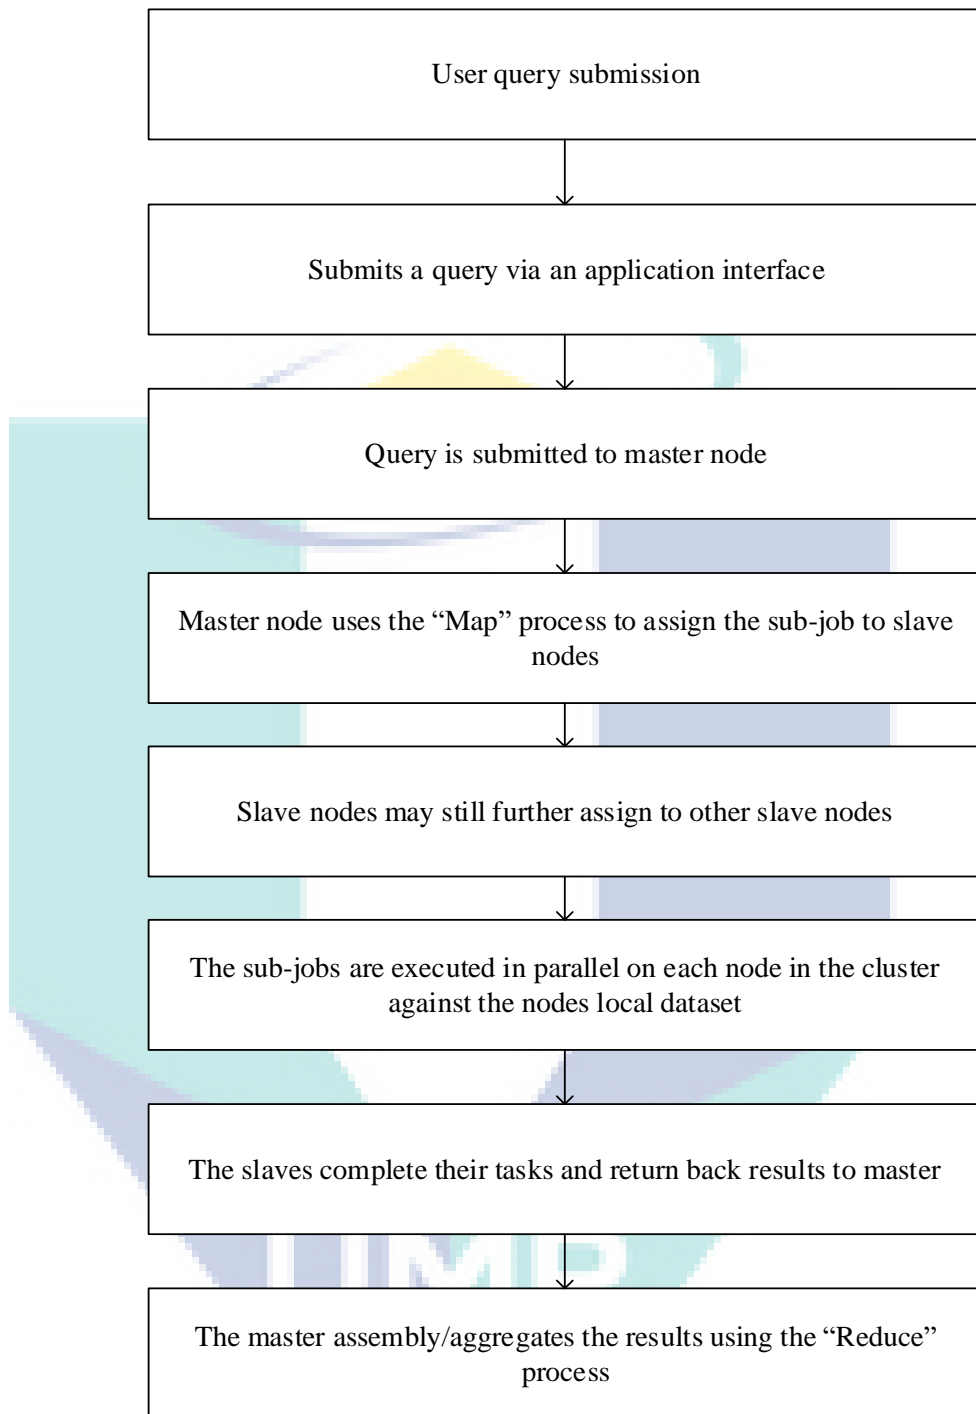 User query submission
Submits a query via an application interface
Query is submitted to master node
Master node uses the “Map” process to assign the sub-job to slave
nodes
Slave nodes may still further assign to other slave nodes
The sub-jobs are executed in parallel on each node in the cluster
against the nodes local dataset
The slaves complete their tasks and return back results to master
UMP
The master assembly/aggregates the results using the “Reduce”
process